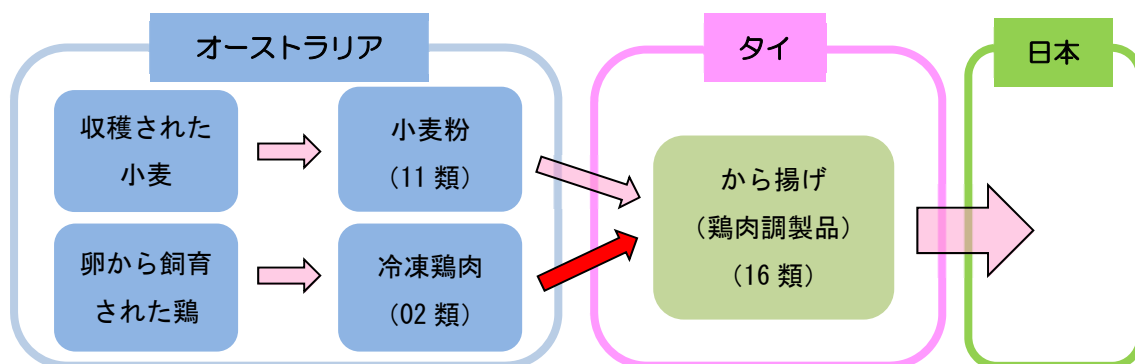 オーストラリア
タイ
日本
収穫された
小麦
小麦粉
（11 類）
卵から飼育
された鶏
冷凍鶏肉
（02 類）
から揚げ
（鶏肉調製品）
（16 類）